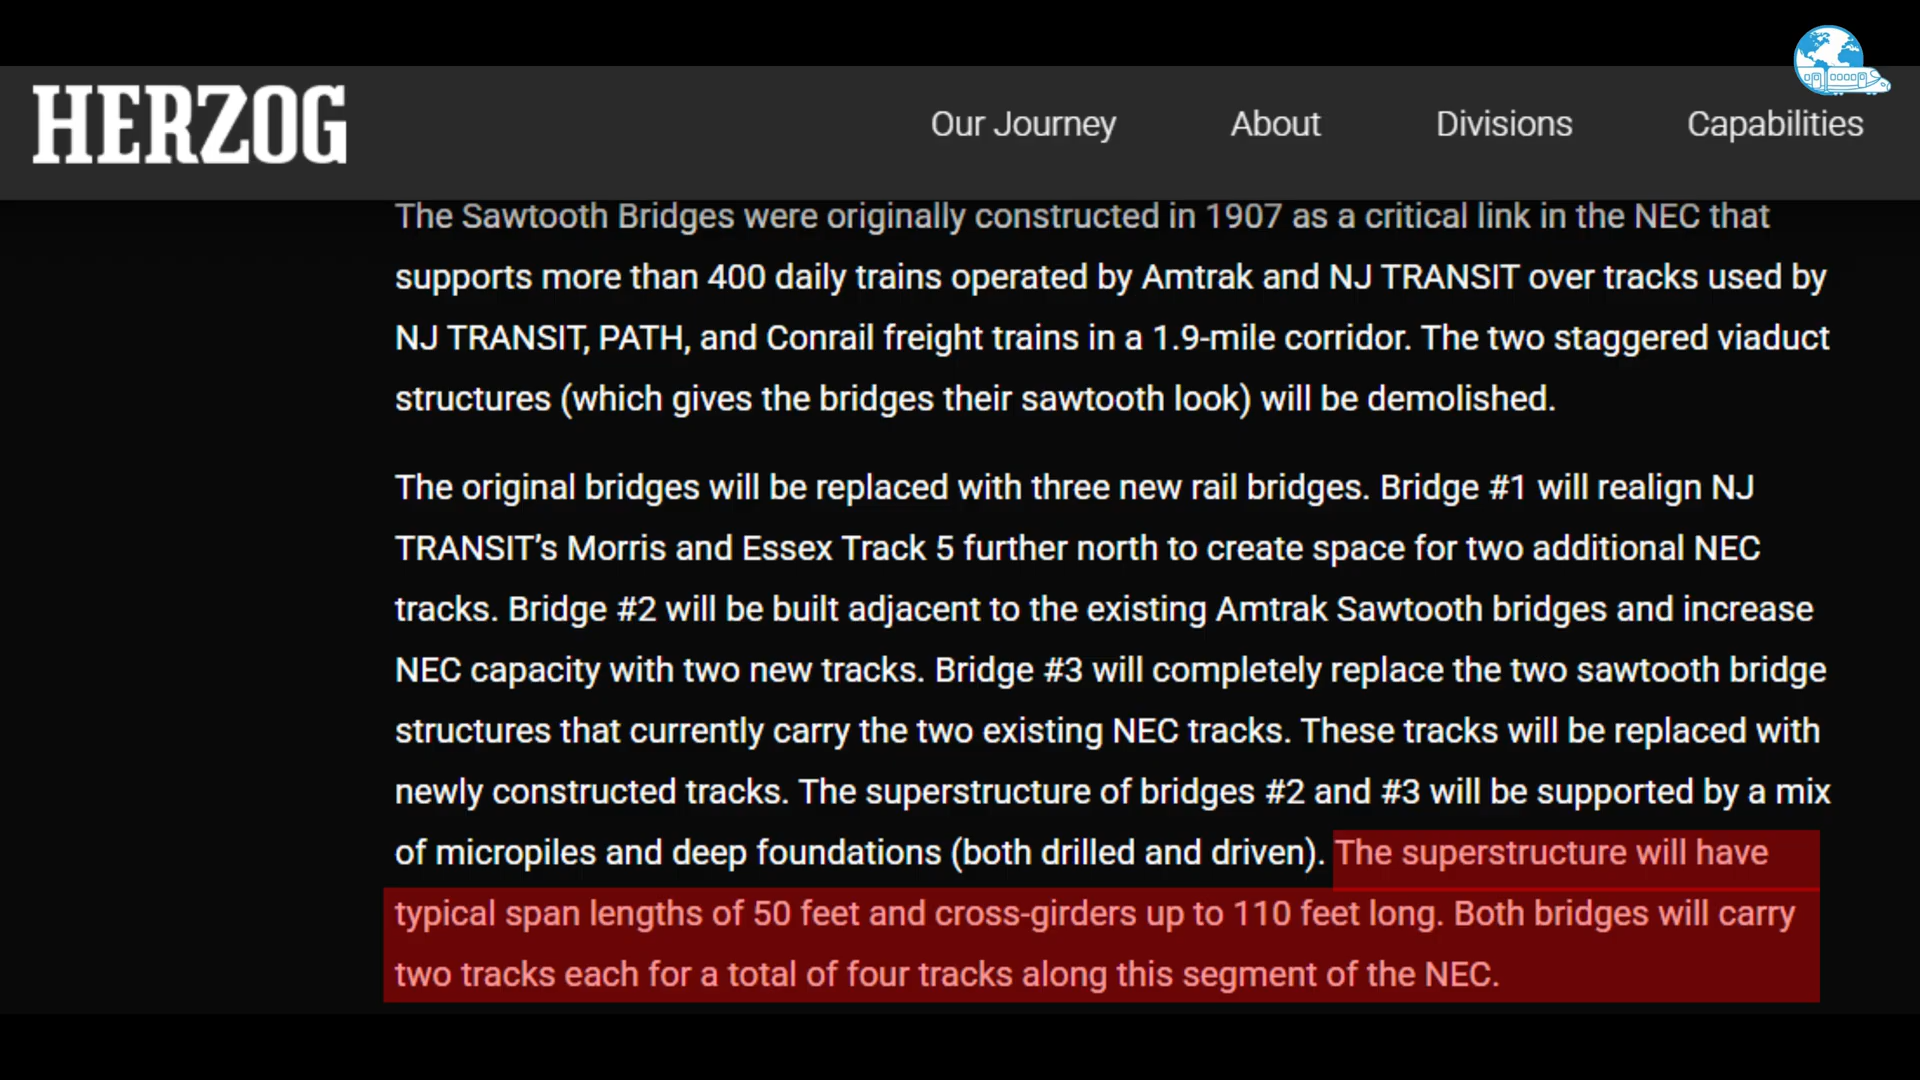 HERZOG
Our Journey About Divisions Capabilities
The Sawtooth Bridges were originally constructed in 1907 as a critical link in the NEC that
supports more than 400 daily trains operated by Amtrak and NJ TRANSIT over tracks used by
NJ TRANSIT, PATH, and Conrail freight trains in a 1.9-mile corridor. The two staggered viaduct
structures (which gives the bridges their sawtooth look) will be demolished.
The original bridges will be replaced with three new rail bridges. Bridge #1 will realign NJ
TRANSIT’s Morris and Essex Track 5 further north to create space for two additional NEC
tracks. Bridge #2 will be built adjacent to the existing Amtrak Sawtooth bridges and increase
NEC capacity with two new tracks. Bridge #3 will completely replace the two sawtooth bridge
structures that currently carry the two existing NEC tracks. These tracks will be replaced with
newly constructed tracks. The superstructure of bridges #2 and #3 will be supported by a mix
of micropiles and deep foundations (both drilled and driven). The superstructure will have
typical span lengths of 50 feet and cross-girders up to 110 feet long. Both bridges will carry
two tracks each for a total of four tracks along this segment of the NEC.